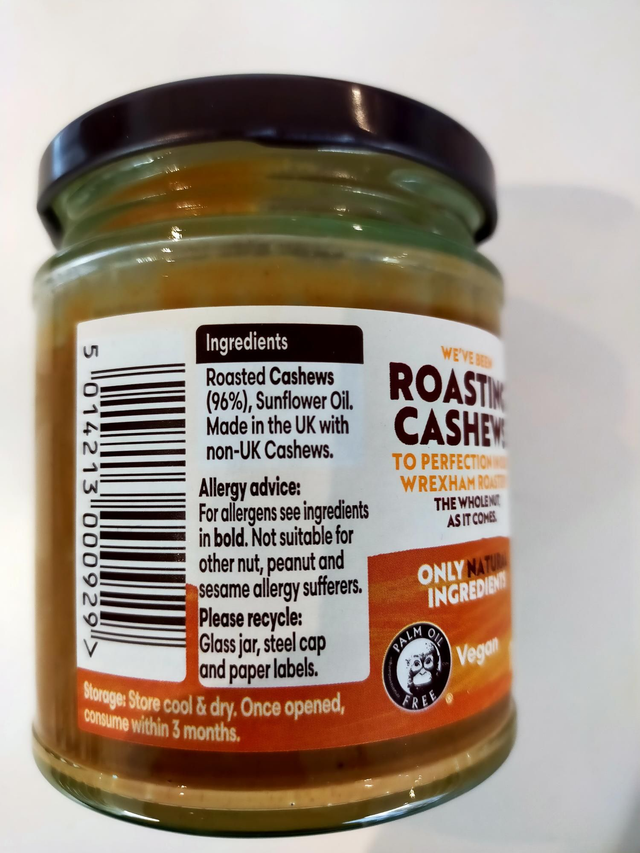 5 014213 000929 >
Ingredients
Roasted Cashews
(96%), Sunflower Oil.
Made in the UK with
non-UK Cashews.
Allergy advice:
For allergens see ingredients
in bold. Not suitable for
other nut, peanut and
sesame allergy sufferers.
Please recycle:
Glass jar, steel cap
and paper labels.
Storage: Store cool & dry. Once opened,
consume within 3 months.
WE'VE BEEN
ROASTING
CASHEWS
TO PERFECTION
WREXHAM
THE WHOLE NUT,
AS IT COMES.
ONLY NATURAL
INGREDIENTS
PALM OIL
FREE
Vegan